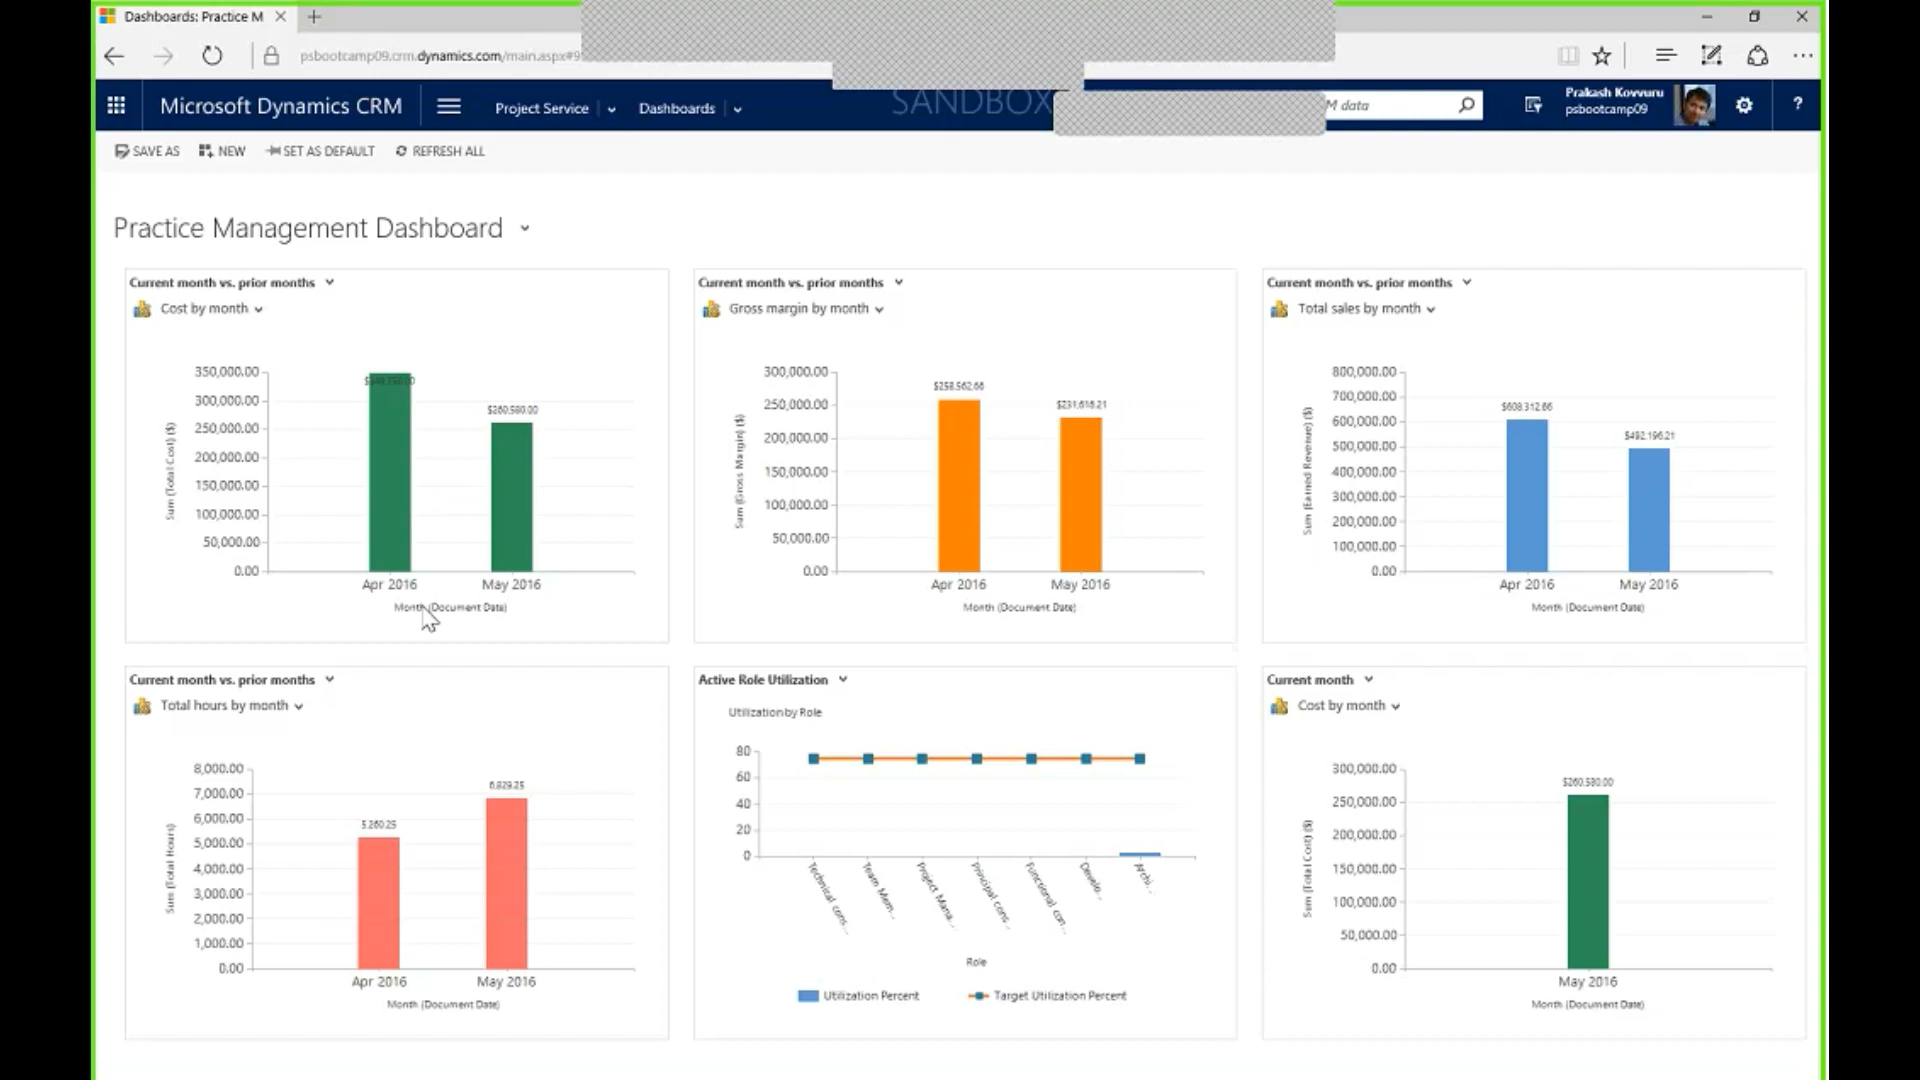 Dashboards: Practice M
psbootcamp09.crm.dynamics.com/main.aspx#9
Microsoft Dynamics CRM
Project Service
Dashboards
SANDBOX
M data
Prakash Kovvuru
psbootcamp09
?
SAVE AS
NEW
SET AS DEFAULT
REFRESH ALL
Practice Management Dashboard
Current month vs. prior months
Cost by month
350,000.00
300,000.00
250,000.00
200,000.00
150,000.00
100,000.00
50,000.00
0.00
Sum (Total Cost) ($)
$260,580.00
Apr 2016
May 2016
Month (Document Date)
Current month vs. prior months
Gross margin by month
300,000.00
250,000.00
200,000.00
150,000.00
100,000.00
50,000.00
0.00
Sum (Gross Margin) ($)
$258,562.66
$231,616.21
Apr 2016
May 2016
Month (Document Date)
Current month vs. prior months
Total sales by month
800,000.00
700,000.00
600,000.00
500,000.00
400,000.00
300,000.00
200,000.00
100,000.00
0.00
Sum (Earned Revenue) ($)
$608,312.66
$492,196.21
Apr 2016
May 2016
Month (Document Date)
Current month vs. prior months
Total hours by month
8,000.00
7,000.00
6,000.00
5,000.00
4,000.00
3,000.00
2,000.00
1,000.00
0.00
Sum (Total Hours)
5,260.25
6,829.25
Apr 2016
May 2016
Month (Document Date)
Active Role Utilization
Utilization by Role
80
60
40
20
0
Technical cons...
Team Mem...
Project Mana...
Principal cons...
Functional con...
Develo...
Archi...
Role
Utilization Percent
Target Utilization Percent
Current month
Cost by month
300,000.00
250,000.00
200,000.00
150,000.00
100,000.00
50,000.00
0.00
Sum (Total Cost) ($)
$260,580.00
May 2016
Month (Document Date)